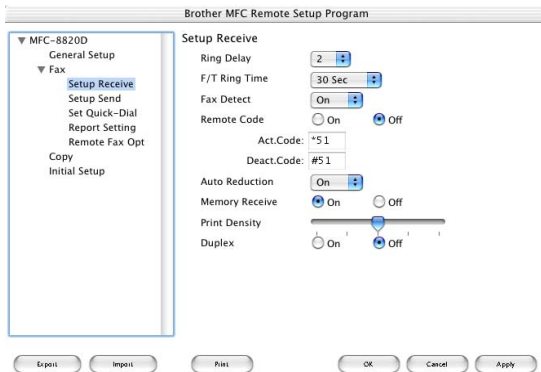 Brother MFC Remote Setup Program
MFC-8820D
General Setup
Fax
Setup Receive
Setup Send
Set Quick-Dial
Report Setting
Remote Fax Opt
Copy
Initial Setup
Setup Receive
Ring Delay 2
F/T Ring Time 30 Sec
Fax Detect On
Remote Code On Off
Act.Code: *51
Deact.Code: #51
Auto Reduction On
Memory Receive On Off
Print Density
Duplex On Off
Export Import Print OK Cancel Apply